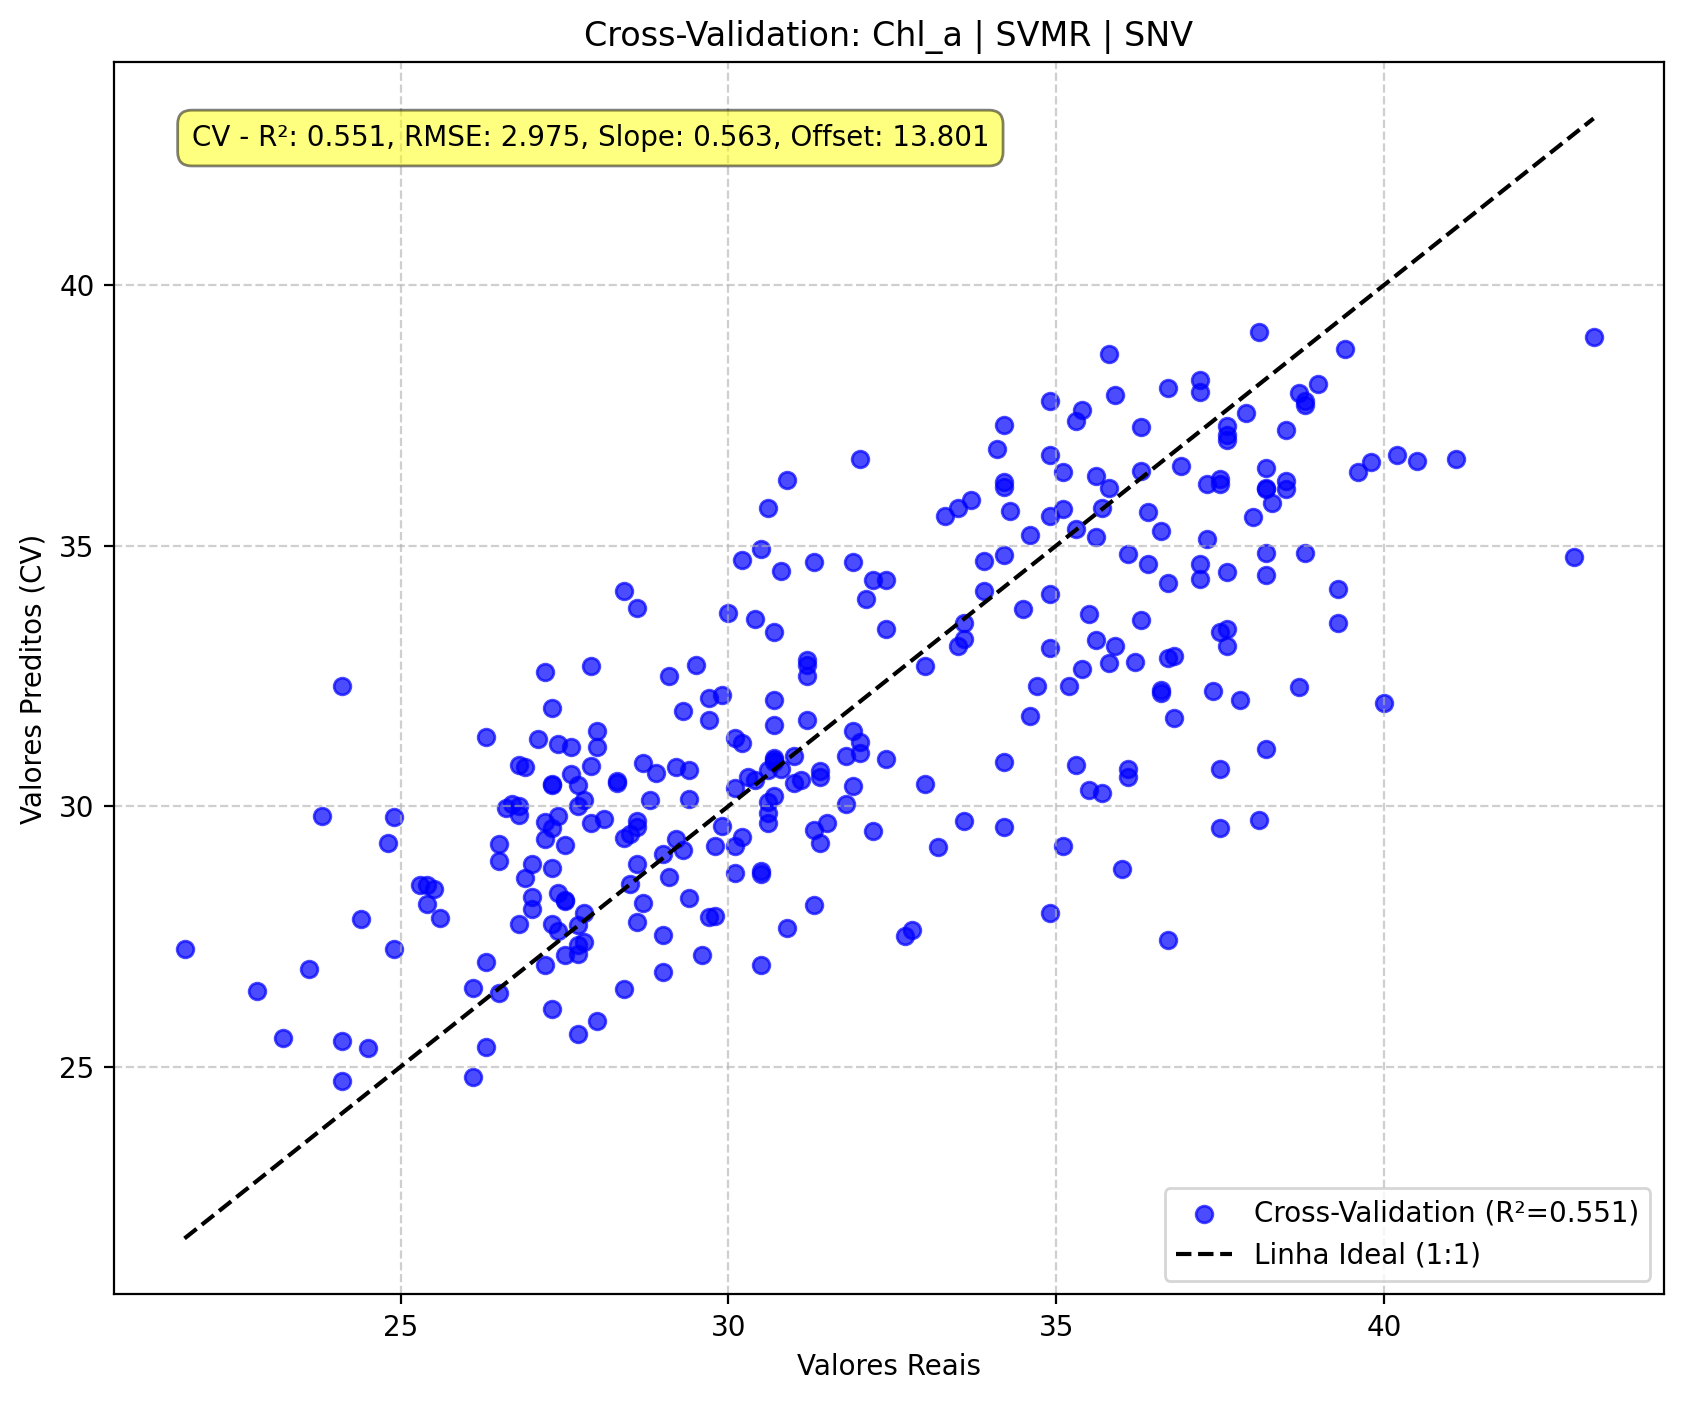 Cross-Validation: Chl_a | SVMR | SNV
CV - R²: 0.551, RMSE: 2.975, Slope: 0.563, Offset: 13.801
Valores Preditos (CV)
40
35
30
25
Cross-Validation (R²=0.551)
Linha Ideal (1:1)
25
30
35
40
Valores Reais